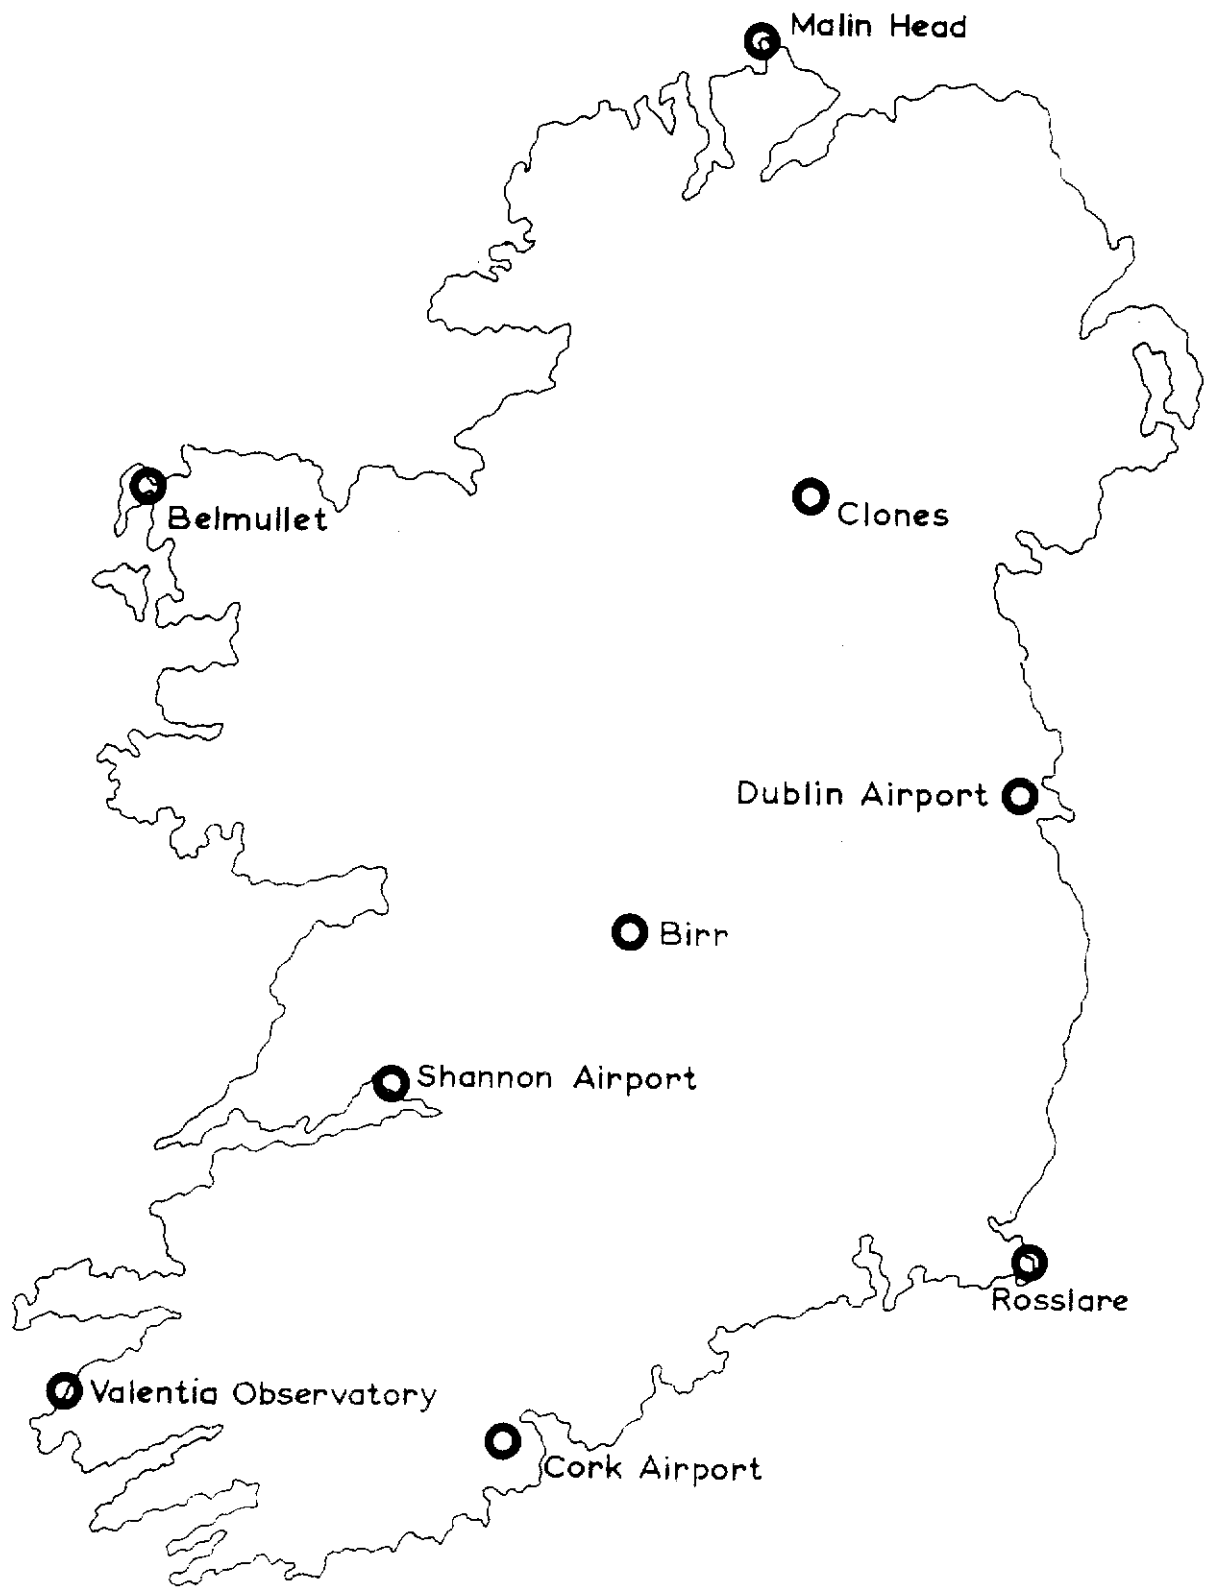 Malin Head
Belmullet
Clones
Dublin Airport
Birr
Shannon Airport
Rosslare
Valentia Observatory
Cork Airport